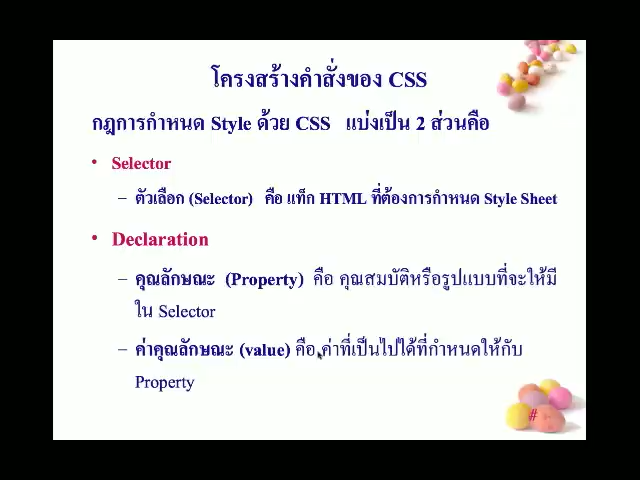 โครงสร้างคำสั่งของ CSS
กฎการกำหนด Style ด้วย CSS แบ่งเป็น 2 ส่วนคือ
• Selector
– ตัวเลือก (Selector) คือ แท็ก HTML ที่ต้องการกำหนด Style Sheet
• Declaration
– คุณลักษณะ (Property) คือ คุณสมบัติหรือรูปแบบที่จะให้มี
ใน Selector
– ค่าคุณลักษณะ (value) คือ ค่าที่เป็นไปได้ที่กำหนดให้กับ
Property
#